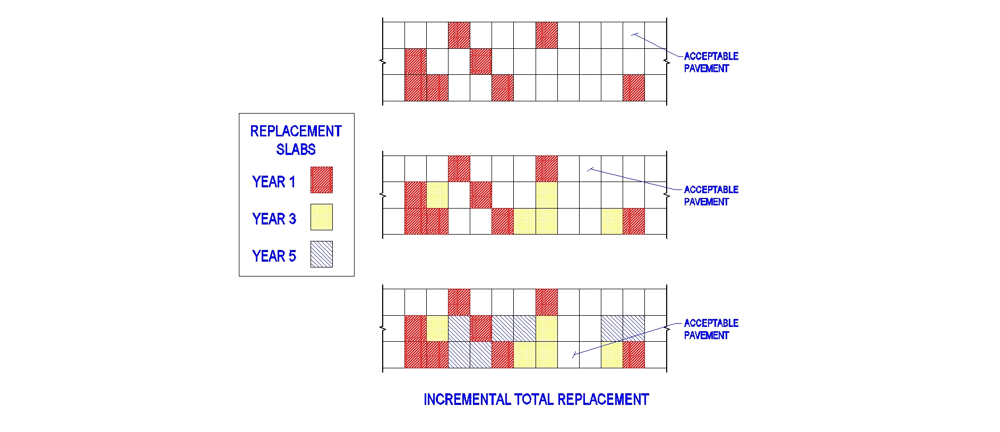 ACCEPTABLE
PAVEMENT
REPLACEMENT
SLABS
YEAR 1
YEAR 3
YEAR 5
ACCEPTABLE
PAVEMENT
ACCEPTABLE
PAVEMENT
INCREMENTAL TOTAL REPLACEMENT